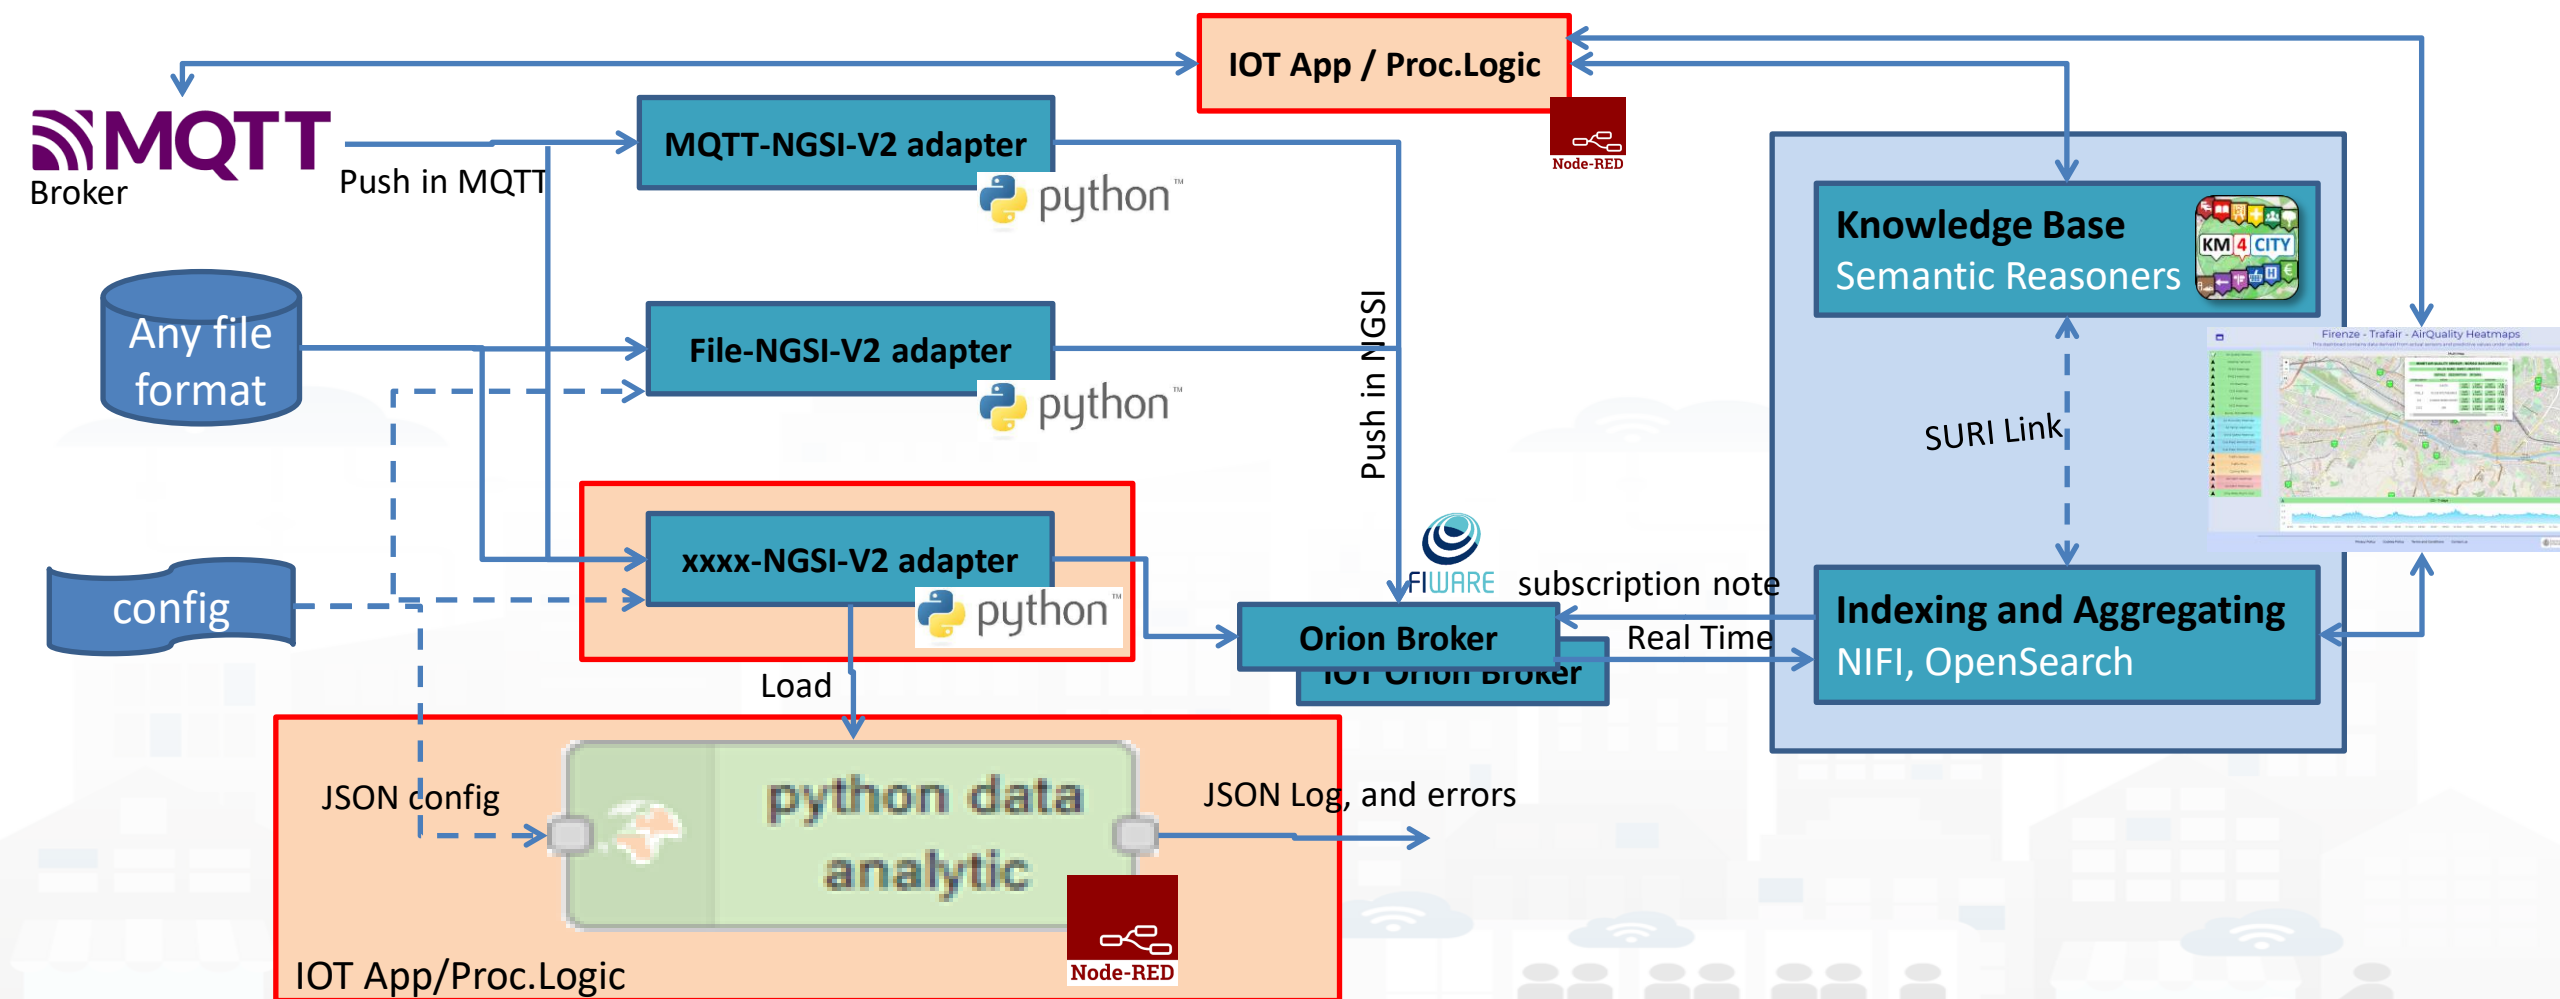 IOT App / Proc.Logic
Node-RED
MQTT
Broker
Push in MQTT
MQTT-NGSI-V2 adapter
python™
Any file
format
File-NGSI-V2 adapter
python™
Push in NGSI
config
xxxx-NGSI-V2 adapter
python™
Load
FIWARE
Orion Broker
IOT Orion Broker
subscription note
Real Time
Knowledge Base
Semantic Reasoners
KM 4 CITY
SURI Link
Indexing and Aggregating
NIFI, OpenSearch
Firenze - Trafair - AirQuality Heatmaps
JSON config
python data
analytic
JSON Log, and errors
Node-RED
IOT App/Proc.Logic